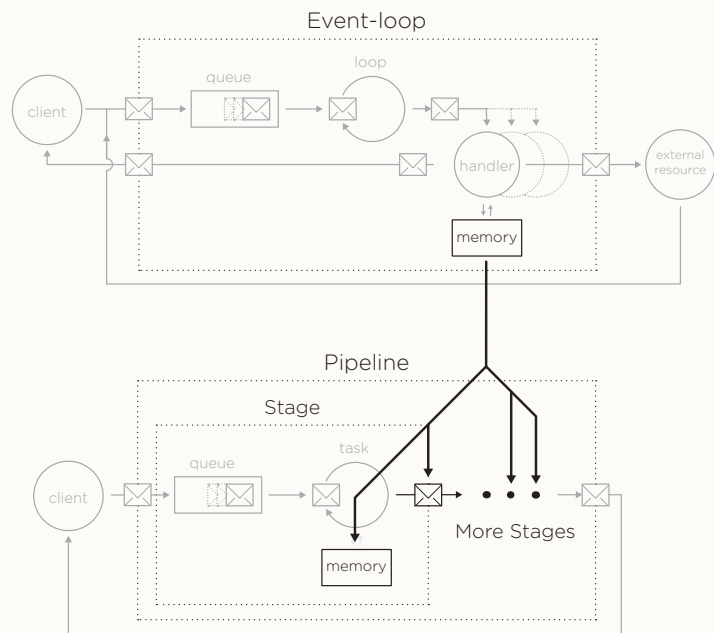 Event-loop
loop
queue
client
handler
external
resource
memory
Pipeline
Stage
task
queue
client
More Stages
memory